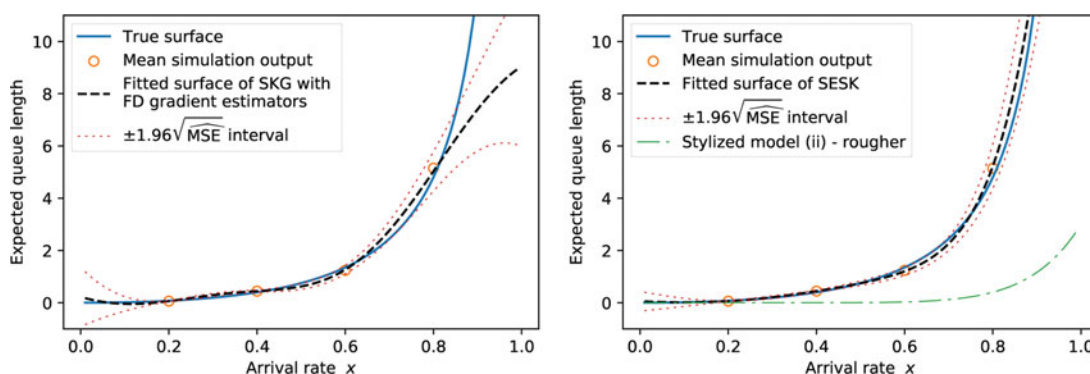 10
8
6
4
2
0
Expected queue length
True surface
Mean simulation output
Fitted surface of SKG with
FD gradient estimators
±1.96√MSE interval
0.0 0.2 0.4 0.6 0.8 1.0
Arrival rate x
10
8
6
4
2
0
Expected queue length
True surface
Mean simulation output
Fitted surface of SESK
±1.96√MSE interval
Stylized model (ii) - rougher
0.0 0.2 0.4 0.6 0.8 1.0
Arrival rate x